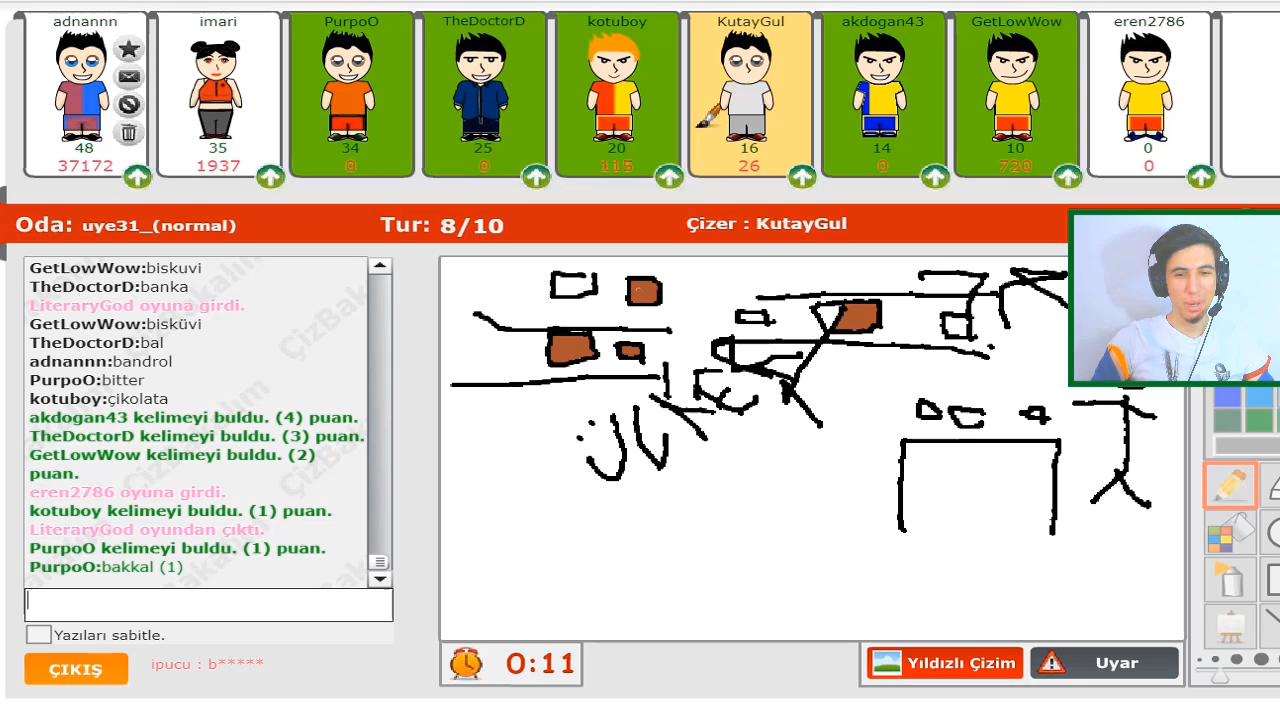 adnannn imari PurpoO TheDoctorD kotuboy KutayGul akdogan43 GetLowWow eren2786
48 35 34 25 20 16 14 10 0
37172 1937 0 0 115 26 0 720 0
Oda: uye31_(normal) Tur: 8/10 Çizer : KutayGul
GetLowWow:biskuvi
TheDoctorD:banka
LiteraryGod oyuna girdi.
GetLowWow:bisküvi
TheDoctorD:bal
adnannn:bandrol
PurpoO:bitter
kotuboy:çikolata
akdogan43 kelimeyi buldu. (4) puan.
TheDoctorD kelimeyi buldu. (3) puan.
GetLowWow kelimeyi buldu. (2)
puan.
eren2786 oyuna girdi.
kotuboy kelimeyi buldu. (1) puan.
LiteraryGod oyundan çıktı.
PurpoO kelimeyi buldu. (1) puan.
PurpoO:bakkal (1)
Yazıları sabitle.
ÇIKIŞ ipucu : b*****
0:11 Yıldızlı Çizim Uyar